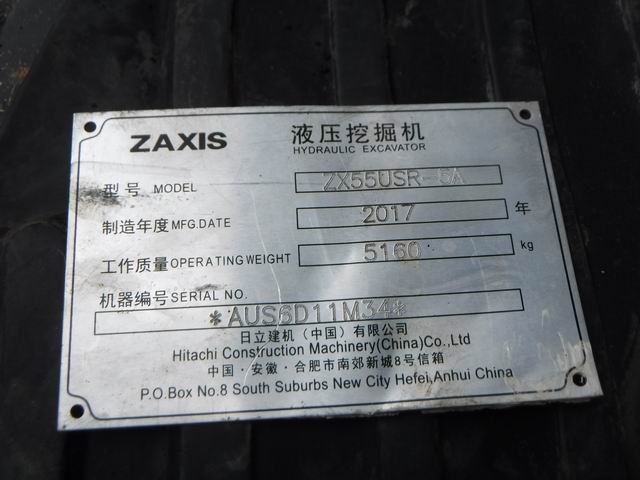 ZAXIS 液压挖掘机
HYDRAULIC EXCAVATOR
型号 MODEL ZX55USR-5A
制造年度 MFG.DATE 2017 年
工作质量 OPERATING WEIGHT 5160 kg
机器编号 SERIAL NO.
*AUS6D11M34*
日立建机(中国)有限公司
Hitachi Construction Machinery(China)Co.,Ltd
中国·安徽·合肥市南郊新城8号信箱
P.O.Box No.8 South Suburbs New City Hefei,Anhui China